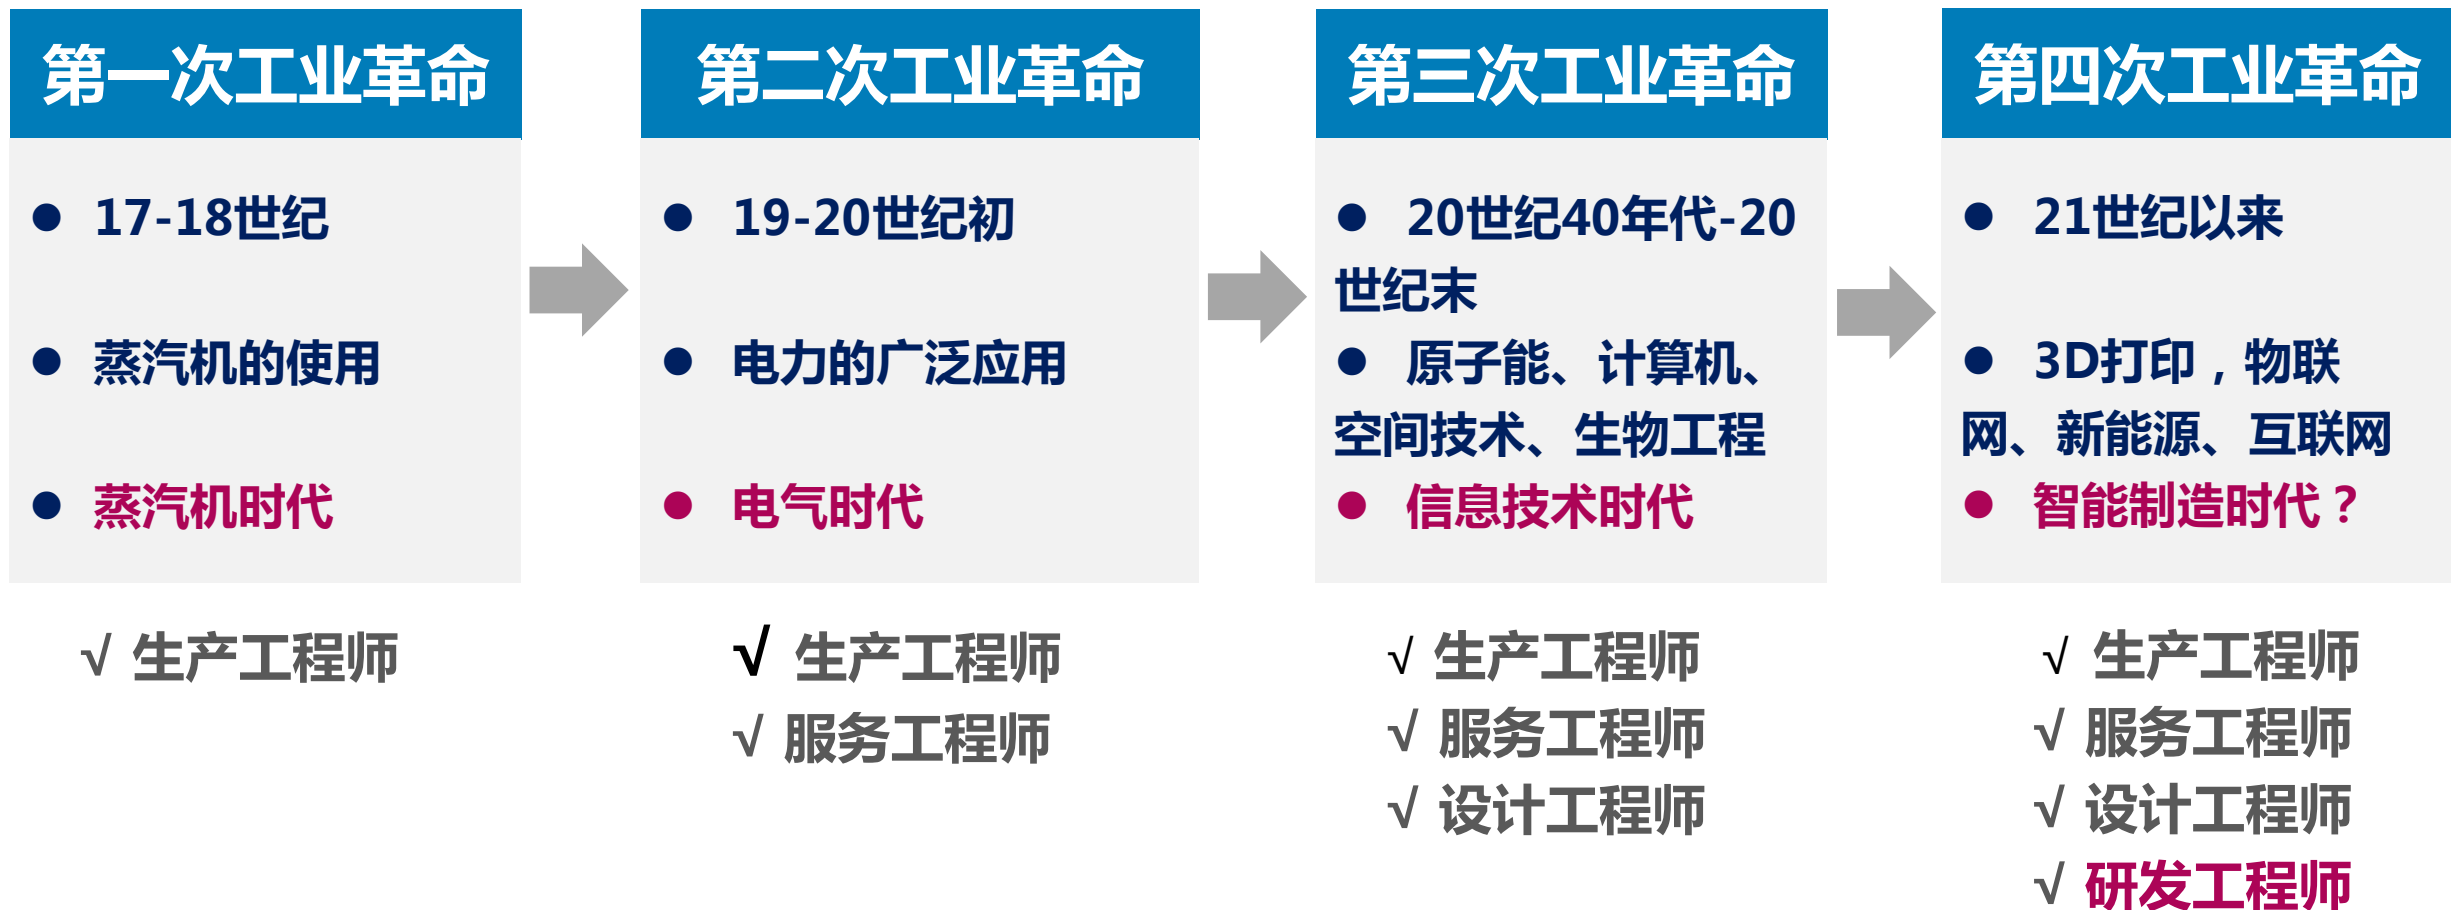 第一次工业革命
● 17-18世纪
● 蒸汽机的使用
● 蒸汽机时代
√ 生产工程师
第二次工业革命
● 19-20世纪初
● 电力的广泛应用
● 电气时代
√ 生产工程师
√ 服务工程师
第三次工业革命
● 20世纪40年代-20
世纪末
● 原子能、计算机、
空间技术、生物工程
● 信息技术时代
√ 生产工程师
√ 服务工程师
√ 设计工程师
第四次工业革命
● 21世纪以来
● 3D打印，物联
网、新能源、互联网
● 智能制造时代？
√ 生产工程师
√ 服务工程师
√ 设计工程师
√ 研发工程师